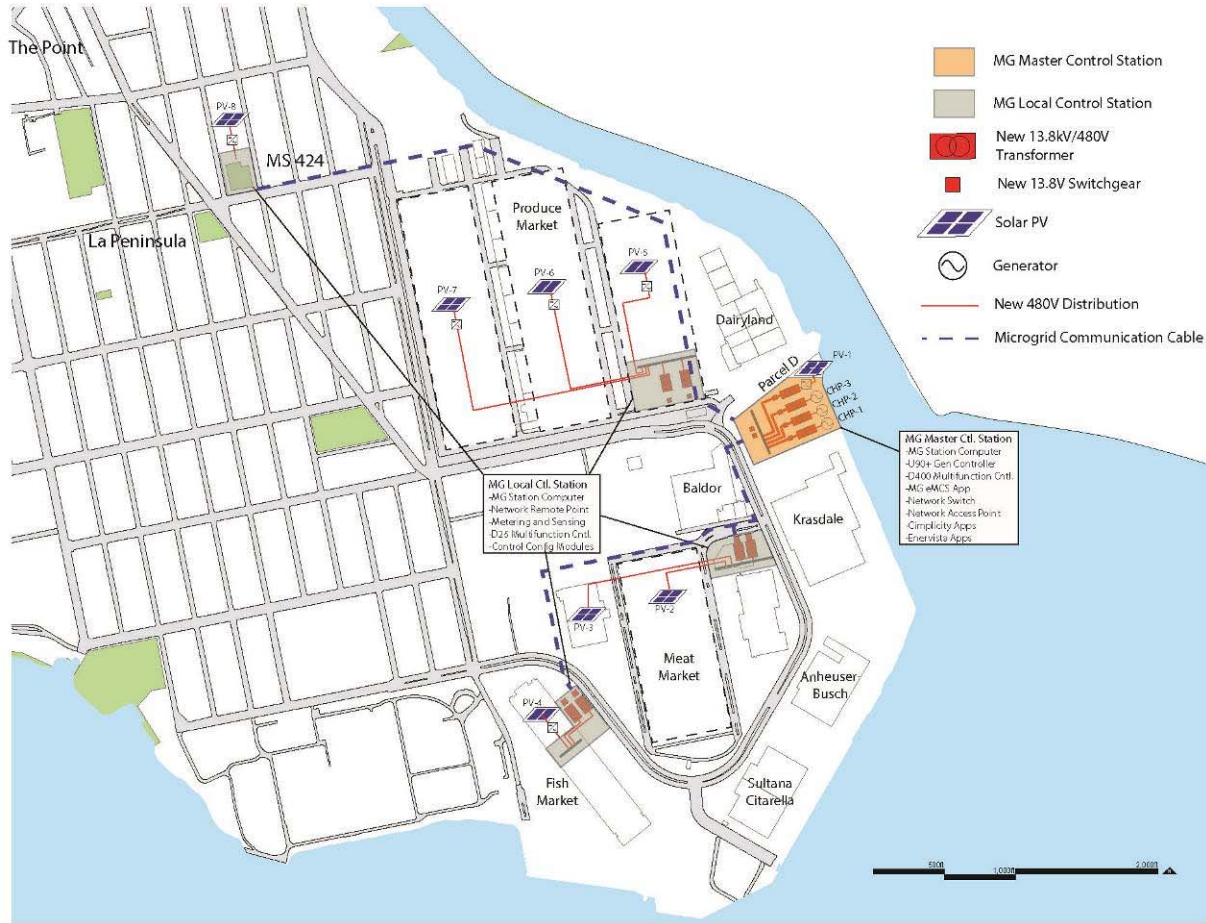 The Point
PV-8
MS 424
La Peninsula
Produce
Market
PV-5
PV-6
PV-7
Dairyland
Parcel D
PV-1
CHP-3
CHP-2
CHP-1
Baldor
Krasdale
PV-3
PV-2
Meat
Market
Anheuser-
Busch
PV-4
Fish
Market
Sultana
Citarella
MG Local Ctl. Station
-MG Station Computer
-Network Remote Point
-Metering and Sensing
-D25 Multifunction Cntl.
-Control Config Modules
MG Master Ctl. Station
-MG Station Computer
-U90+ Gen Controller
-D400 Multifunction Cntl.
-MG eMCS App
-Network Switch
-Network Access Point
-Cimplicity Apps
-Enervista Apps
MG Master Control Station
MG Local Control Station
New 13.8kV/480V
Transformer
New 13.8V Switchgear
Solar PV
Generator
New 480V Distribution
Microgrid Communication Cable
500ft
1,000ft
2,000ft